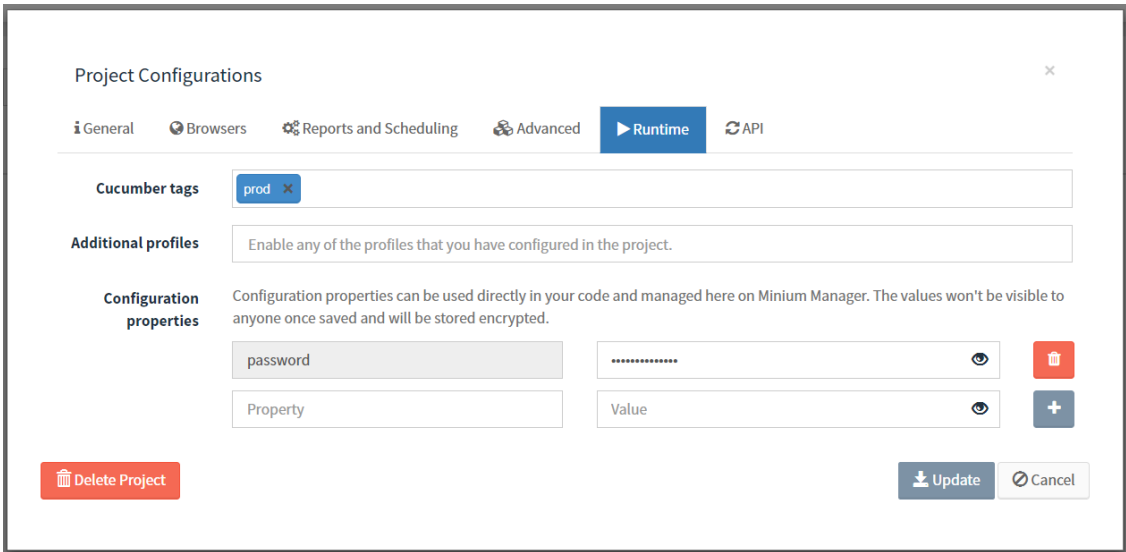 Project Configurations
×
General Browsers Reports and Scheduling Advanced Runtime API
Cucumber tags prod ×
Additional profiles Enable any of the profiles that you have configured in the project.
Configuration properties
Configuration properties can be used directly in your code and managed here on Minium Manager. The values won't be visible to
anyone once saved and will be stored encrypted.
password ••••••••••••••
Property Value
Delete Project Update Cancel